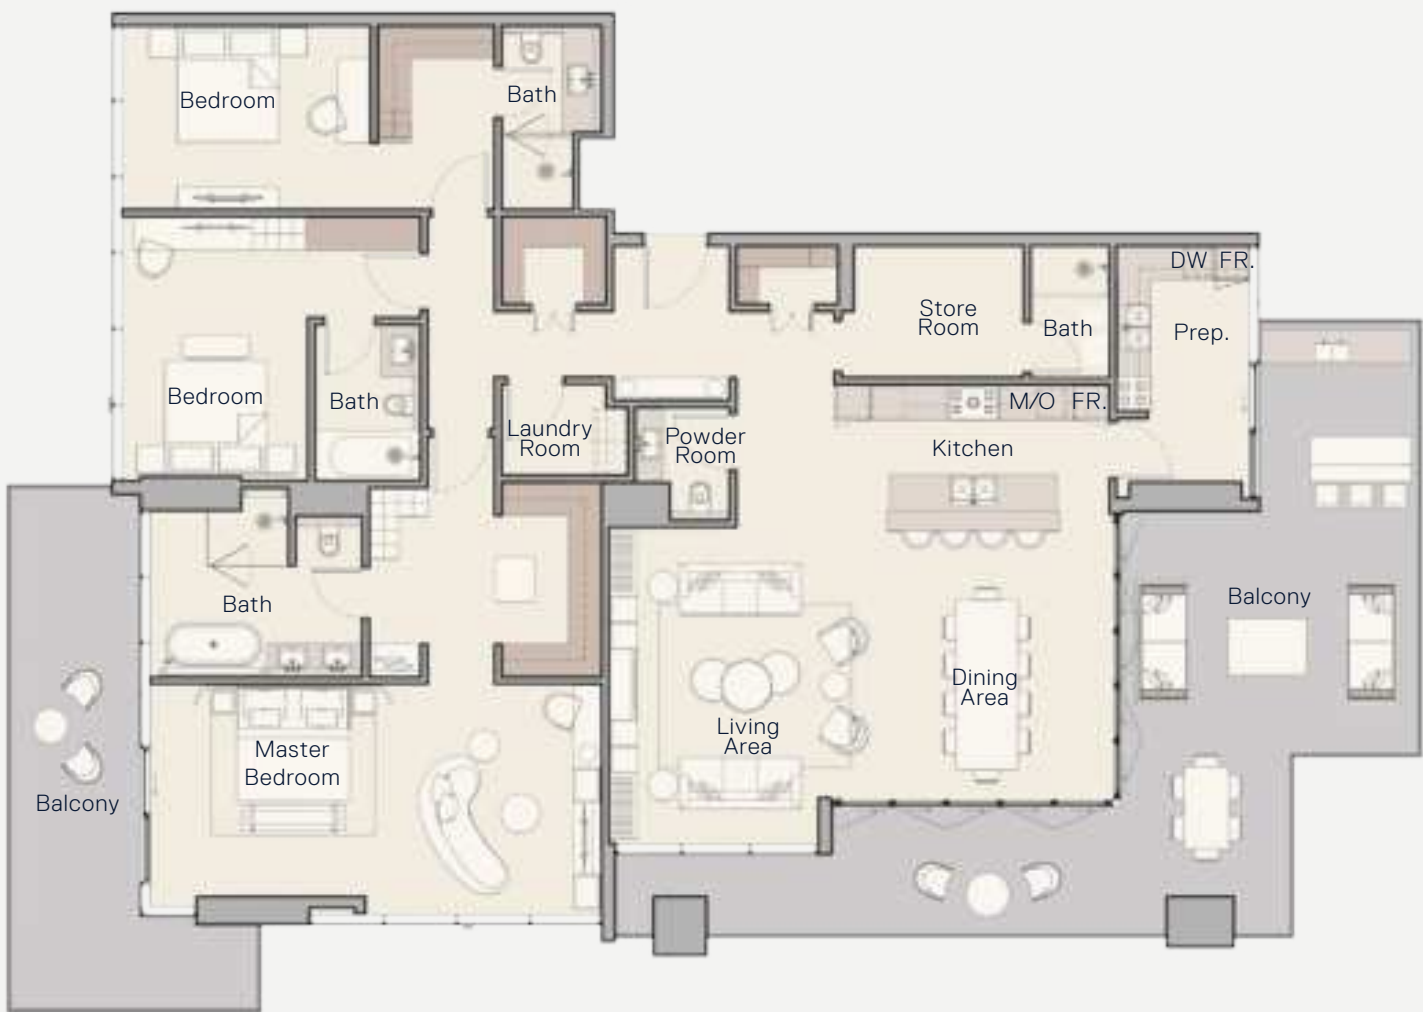 Bedroom
Bath
DW FR.
Store
Room
Bath
Prep.
Bedroom
Bath
M/O FR.
Laundry
Room
Powder
Room
Kitchen
Bath
Balcony
Dining
Area
Living
Area
Master
Bedroom
Balcony